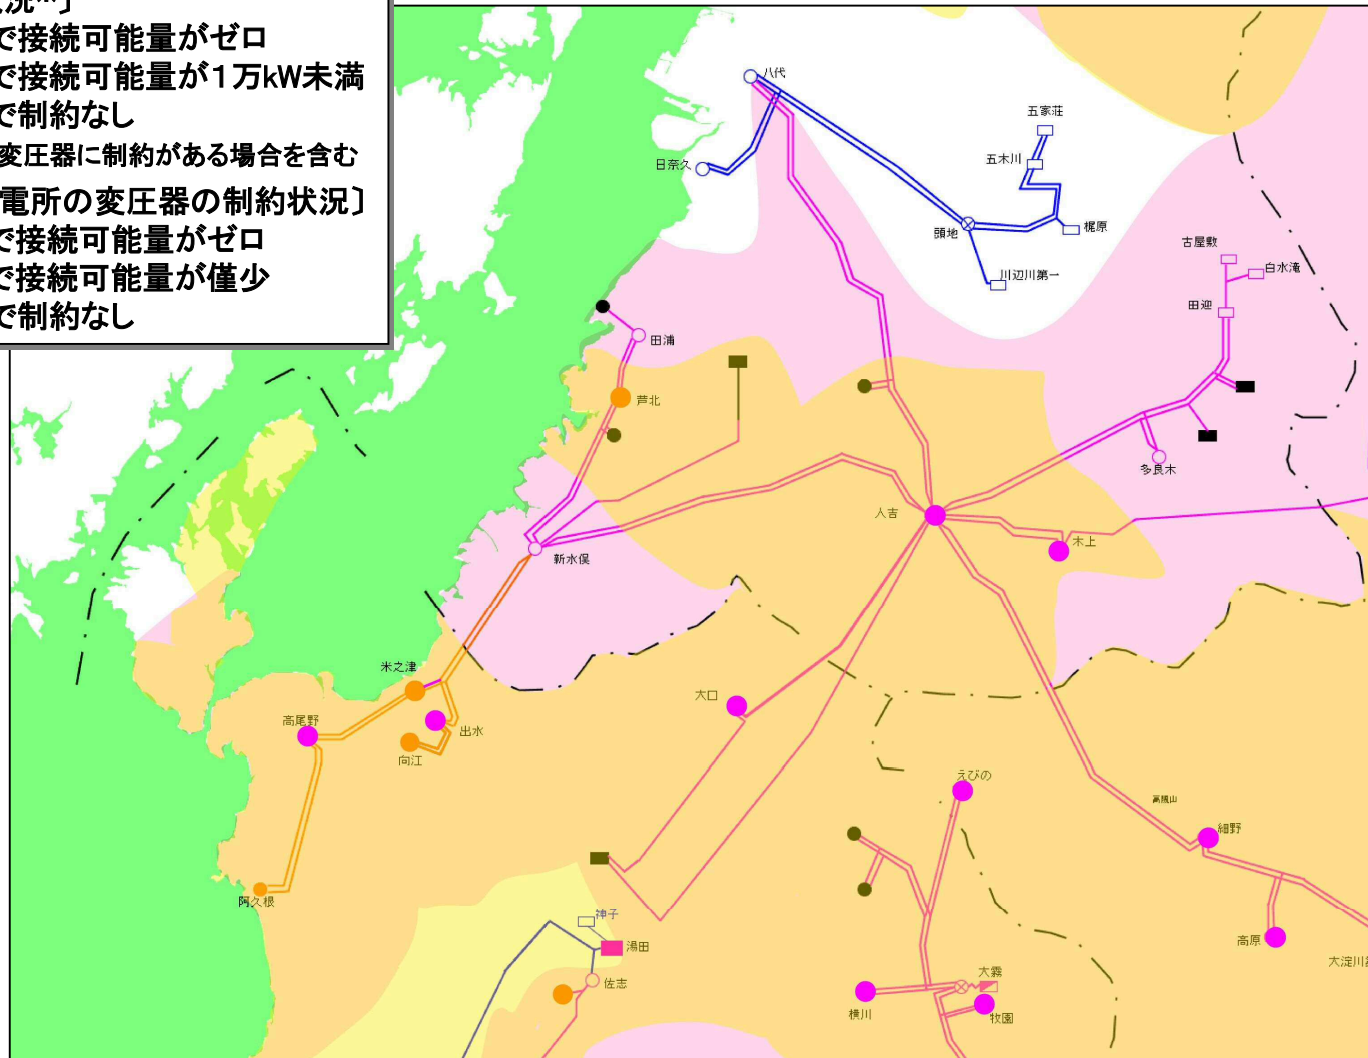 況※〕
で接続可能量がゼロ
で接続可能量が１万kW未満
で制約なし
変圧器に制約がある場合を含む
電所の変圧器の制約状況〕
で接続可能量がゼロ
で接続可能量が僅少
で制約なし
八代
五家荘
日奈久
五木川
頭地
梶原
古屋敷
白水滝
川辺川第一
田迎
田浦
芦北
多良木
人吉
木上
新水俣
米之津
大口
高尾野
出水
向江
えびの
細野
阿久根
神子
湯田
高原
佐志
大霧
大淀川
横川
牧園